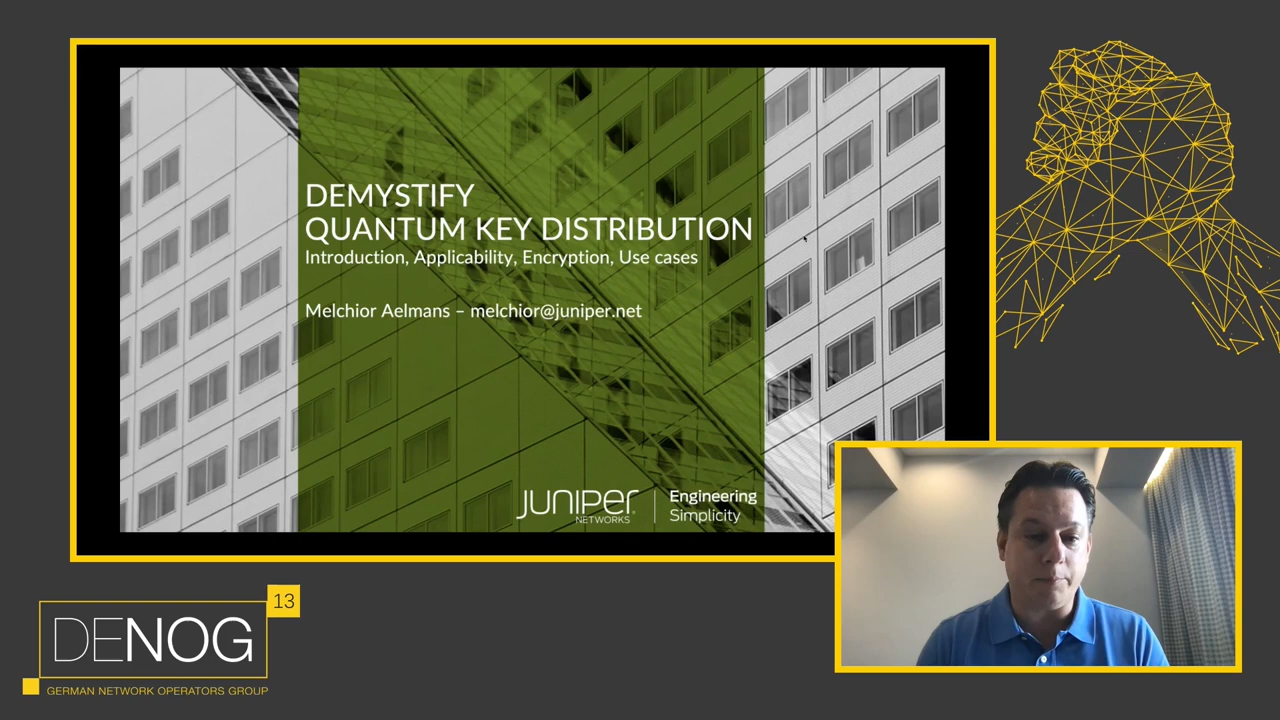 DEMYSTIFY
QUANTUM KEY DISTRIBUTION
Introduction, Applicability, Encryption, Use cases
Melchior Aelmans – melchior@juniper.net
JUNIPER
NETWORKS
Engineering
Simplicity
13
DENOG
GERMAN NETWORK OPERATORS GROUP